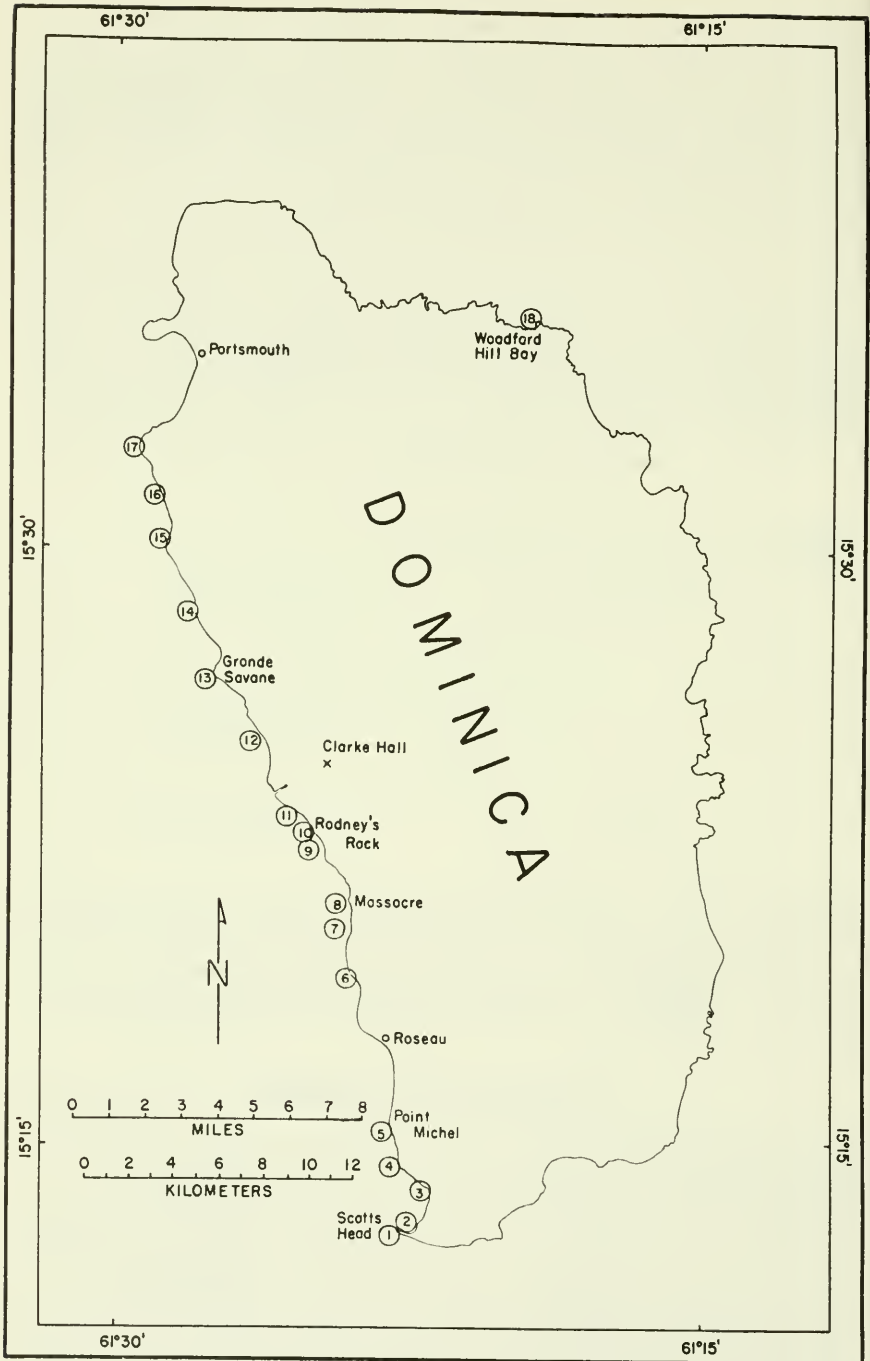 61°30'
61°15'
18
Woodford
Hill Bay
Portsmouth
17
16
15°30'
15°30'
15
DOMINICA
14
Gronde
Savane
13
12
Clarke Hall
x
11
Rodney's
10
Rock
9
8
Massacre
7
N
6
Roseau
0 1 2 3 4 5 6 7 8
MILES
Point
Michel
5
15°15'
15°15'
4
0 2 4 6 8 10 12
KILOMETERS
3
Scotts
Head
2
1
61°30'
61°15'